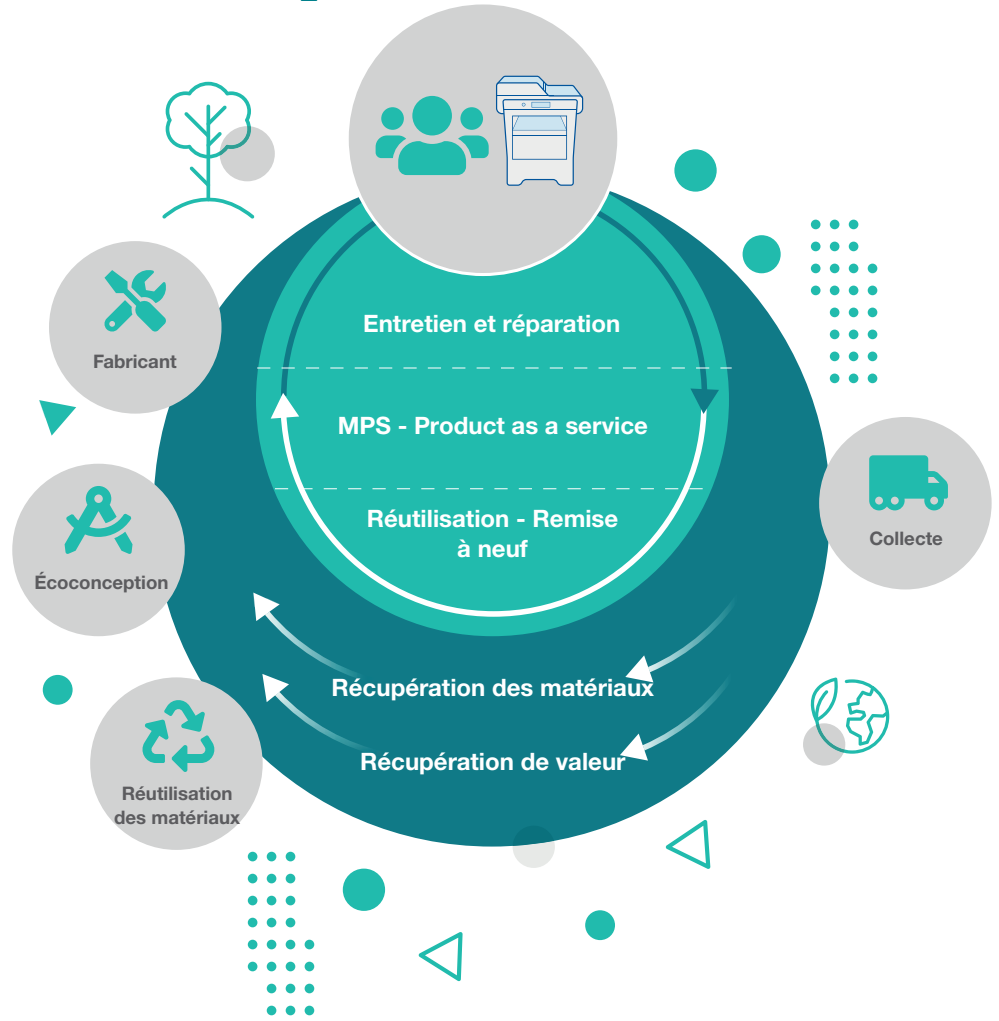 Fabricant
Entretien et réparation
MPS - Product as a service
Réutilisation - Remise
à neuf
Collecte
Écoconception
Récupération des matériaux
Récupération de valeur
Réutilisation
des matériaux